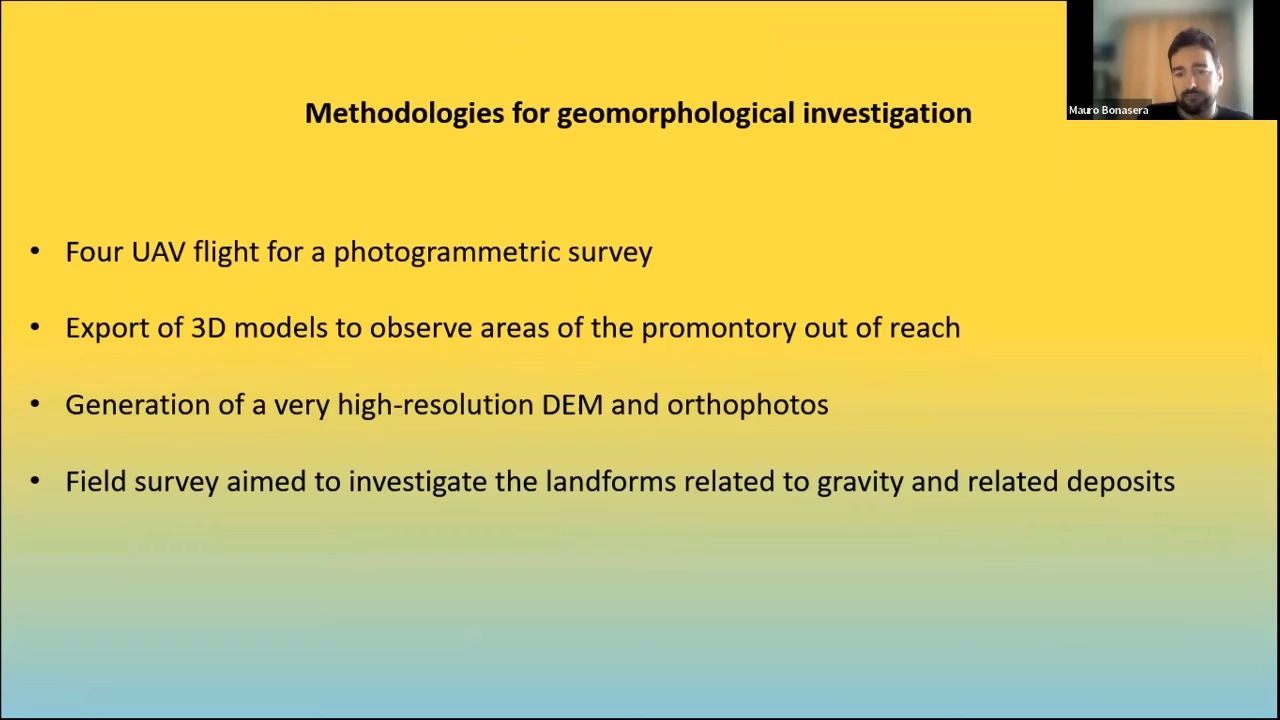 Methodologies for geomorphological investigation
Mauro Bonasera
• Four UAV flight for a photogrammetric survey
• Export of 3D models to observe areas of the promontory out of reach
• Generation of a very high-resolution DEM and orthophotos
• Field survey aimed to investigate the landforms related to gravity and related deposits